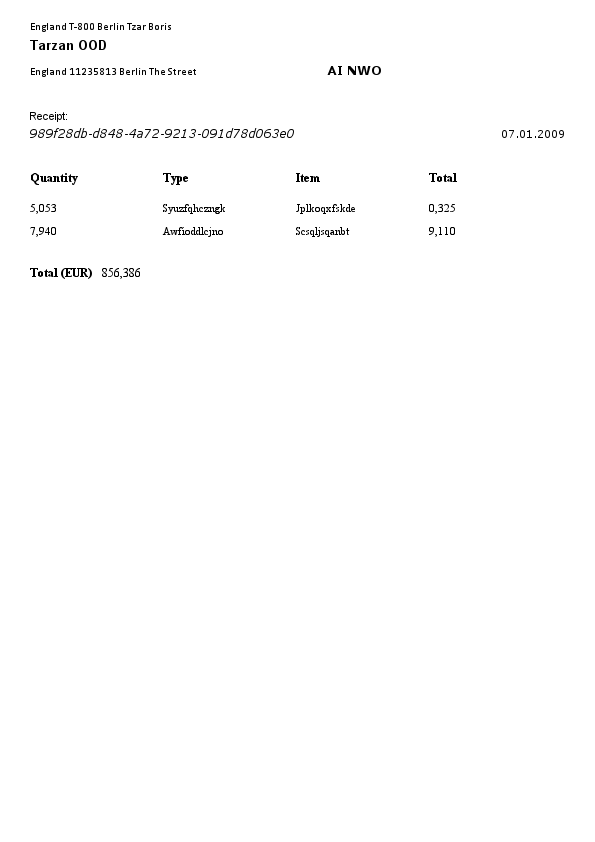 England T-800 Berlin Tzar Boris
Tarzan OOD
England 11235813 Berlin The Street AI NWO
Receipt:
989f28db-d848-4a72-9213-091d78d063e0 07.01.2009
Quantity Type Item Total
5,053 Syuzfqhczngk Jplkoqxfskde 0,325
7,940 Awfioddlcjno Scsqljsqanbt 9,110
Total (EUR) 856,386